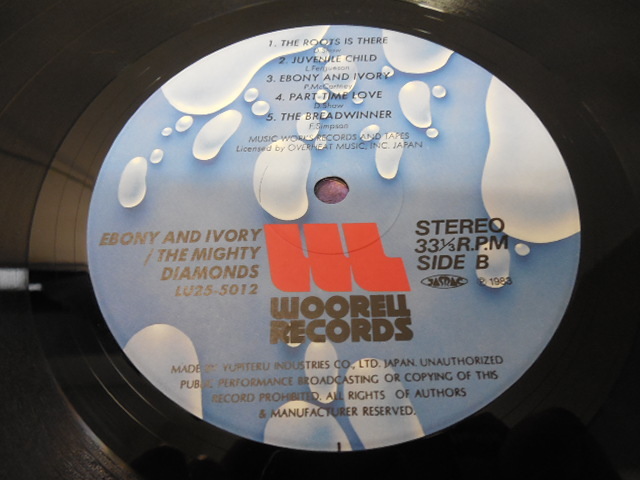 1. THE ROOTS IS THERE
D.Shaw
2. JUVENILE CHILD
L.Fergueson
3. EBONY AND IVORY
P.McCartney
4. PART TIME LOVE
D.Shaw
5. THE BREADWINNER
F.Simpson
MUSIC WORKS RECORDS AND TAPES
Licensed by OVERHEAT MUSIC, INC. JAPAN
EBONY AND IVORY
/ THE MIGHTY
DIAMONDS
LU25-5012
STEREO
33⅓R.P.M
SIDE B
JASRAC ℗ 1983
WOORELL
RECORDS
MADE BY YUPITERU INDUSTRIES CO., LTD. JAPAN. UNAUTHORIZED
PUBLIC PERFORMANCE BROADCASTING OR COPYING OF THIS
RECORD PROHIBITED. ALL RIGHTS OF AUTHORS
& MANUFACTURER RESERVED.